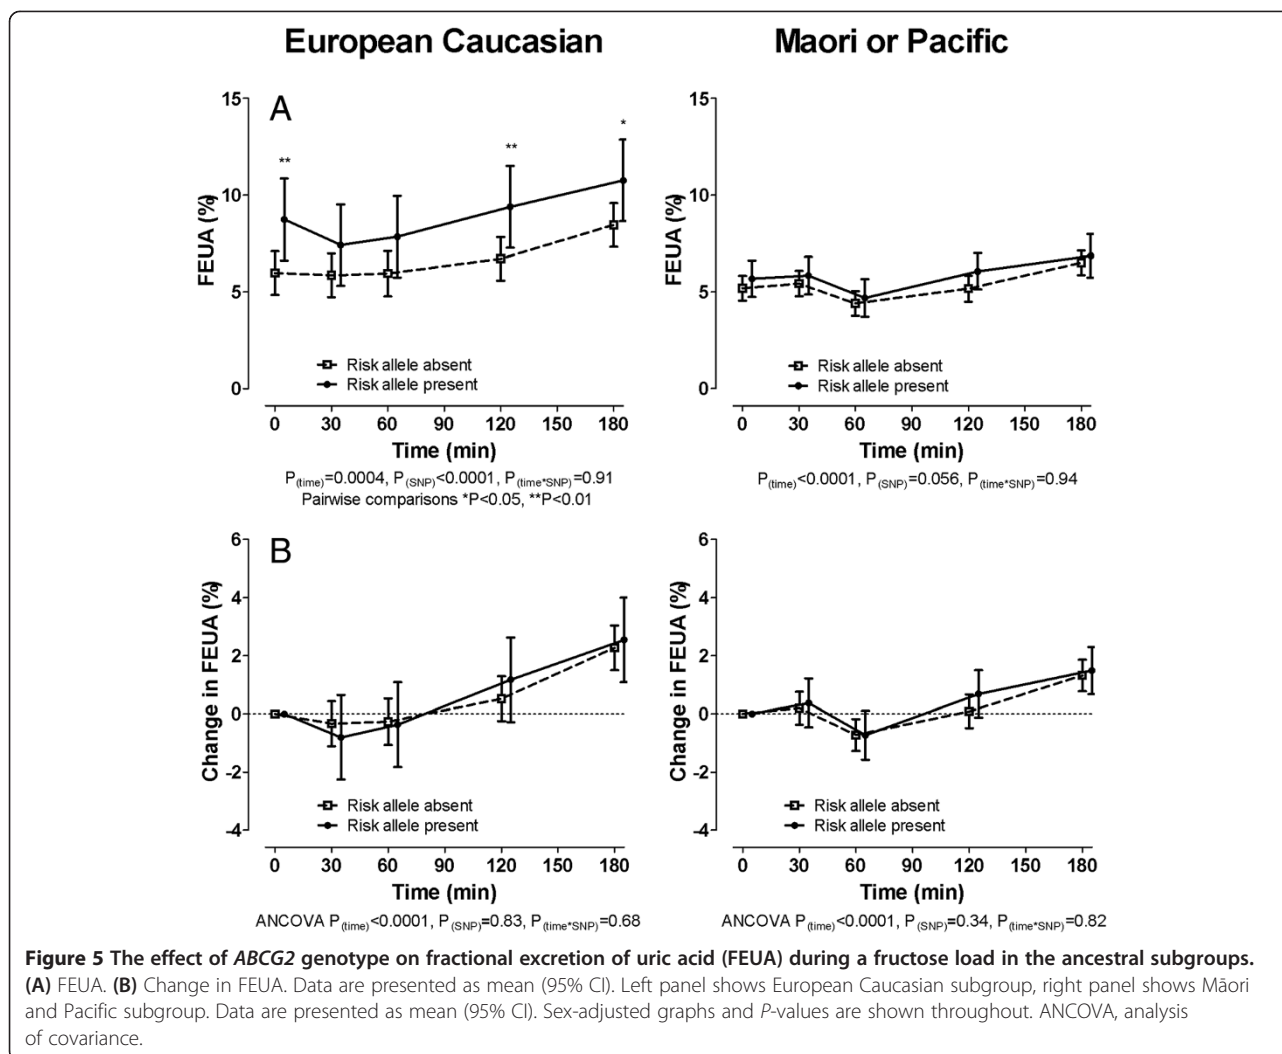 European Caucasian
Maori or Pacific
A
15
10
5
0
FEUA (%)
**
**
*
Risk allele absent
Risk allele present
0 30 60 90 120 150 180
Time (min)
P(time)=0.0004, P(SNP)<0.0001, P(time*SNP)=0.91
Pairwise comparisons *P<0.05, **P<0.01
15
10
5
0
FEUA (%)
Risk allele absent
Risk allele present
0 30 60 90 120 150 180
Time (min)
P(time)<0.0001, P(SNP)=0.056, P(time*SNP)=0.94
B
6
4
2
0
-2
-4
Change in FEUA (%)
Risk allele absent
Risk allele present
0 30 60 90 120 150 180
Time (min)
ANCOVA P(time)<0.0001, P(SNP)=0.83, P(time*SNP)=0.68
6
4
2
0
-2
-4
Change in FEUA (%)
Risk allele absent
Risk allele present
0 30 60 90 120 150 180
Time (min)
ANCOVA P(time)<0.0001, P(SNP)=0.34, P(time*SNP)=0.82
Figure 5 The effect of ABCG2 genotype on fractional excretion of uric acid (FEUA) during a fructose load in the ancestral subgroups.
(A) FEUA. (B) Change in FEUA. Data are presented as mean (95% CI). Left panel shows European Caucasian subgroup, right panel shows Māori
and Pacific subgroup. Data are presented as mean (95% CI). Sex-adjusted graphs and P-values are shown throughout. ANCOVA, analysis
of covariance.